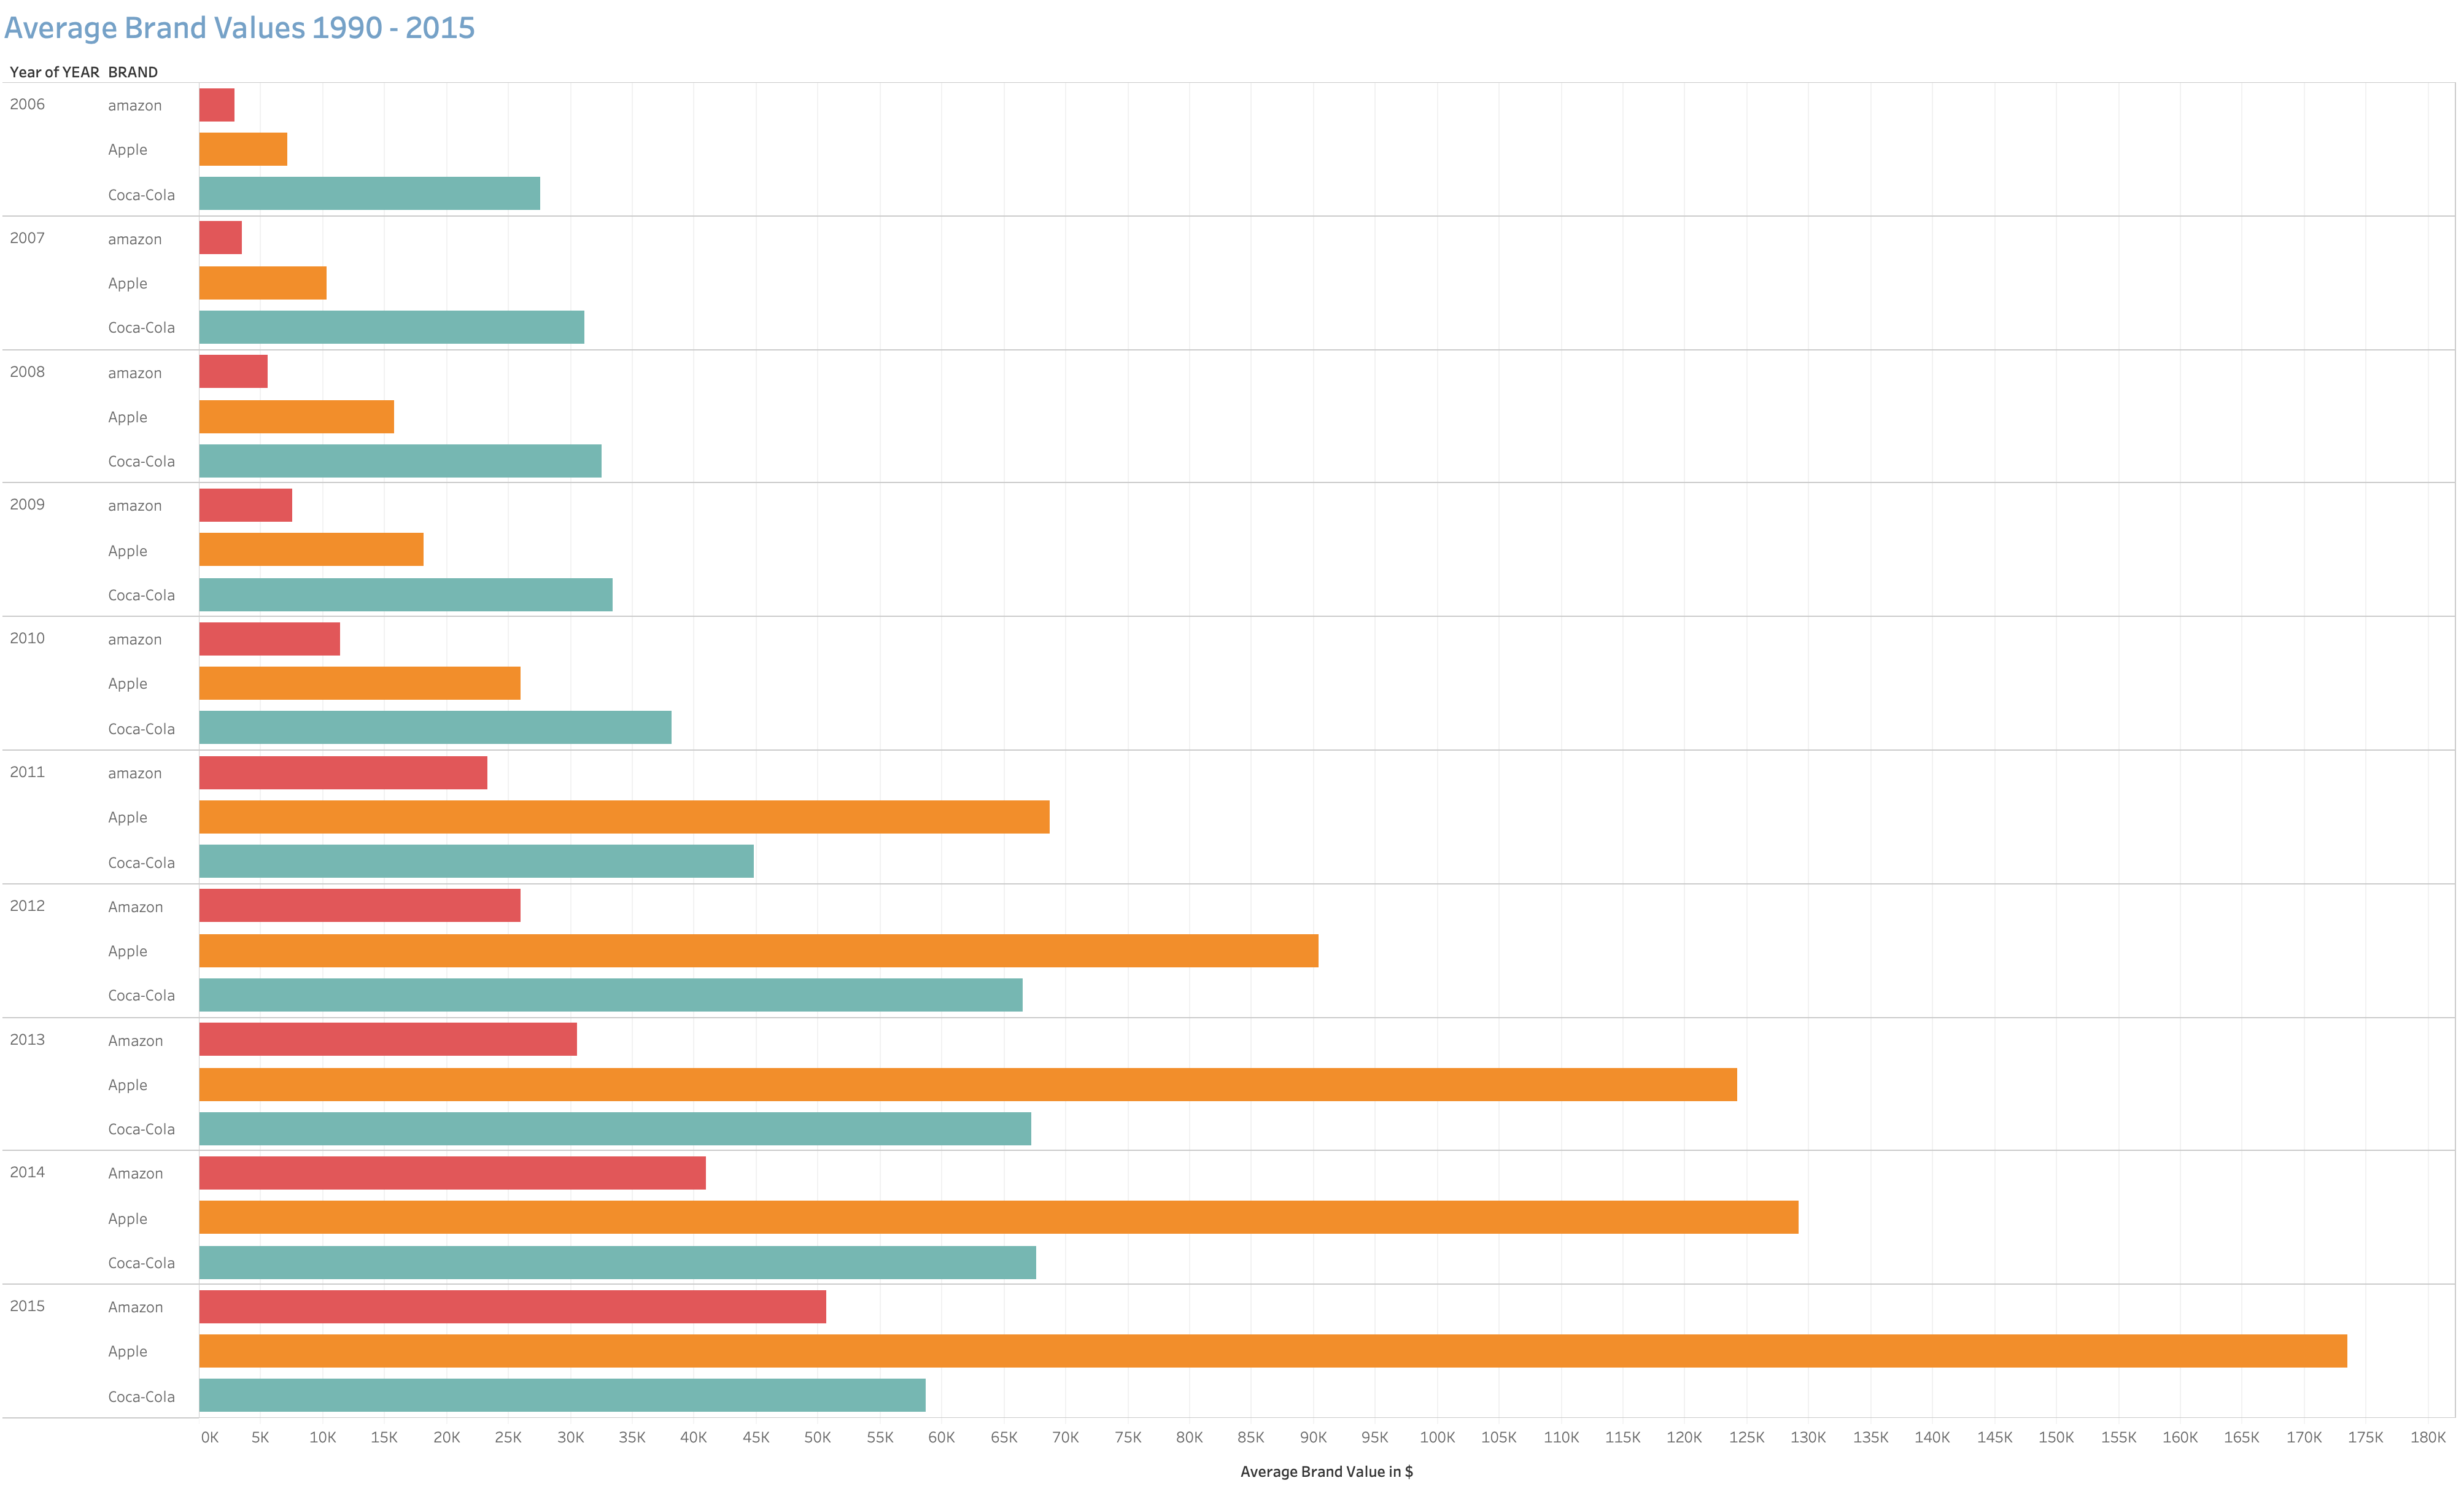 Average Brand Values 1990 - 2015
Year of YEAR BRAND
2006 amazon
Apple
Coca-Cola
2007 amazon
Apple
Coca-Cola
2008 amazon
Apple
Coca-Cola
2009 amazon
Apple
Coca-Cola
2010 amazon
Apple
Coca-Cola
2011 amazon
Apple
Coca-Cola
2012 Amazon
Apple
Coca-Cola
2013 Amazon
Apple
Coca-Cola
2014 Amazon
Apple
Coca-Cola
2015 Amazon
Apple
Coca-Cola
0K 5K 10K 15K 20K 25K 30K 35K 40K 45K 50K 55K 60K 65K 70K 75K 80K 85K 90K 95K 100K 105K 110K 115K 120K 125K 130K 135K 140K 145K 150K 155K 160K 165K 170K 175K 180K
Average Brand Value in $